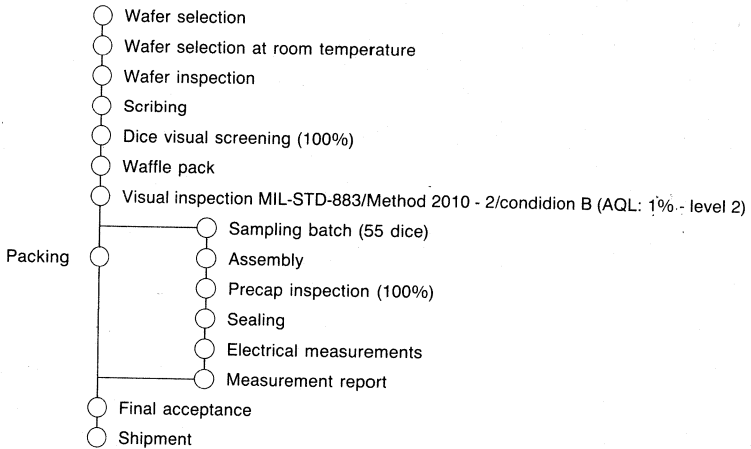 Wafer selection
Wafer selection at room temperature
Wafer inspection
Scribing
Dice visual screening (100%)
Waffle pack
Visual inspection MIL-STD-883/Method 2010 - 2/condidion B (AQL: 1% - level 2)
Sampling batch (55 dice)
Packing
Assembly
Precap inspection (100%)
Sealing
Electrical measurements
Measurement report
Final acceptance
Shipment